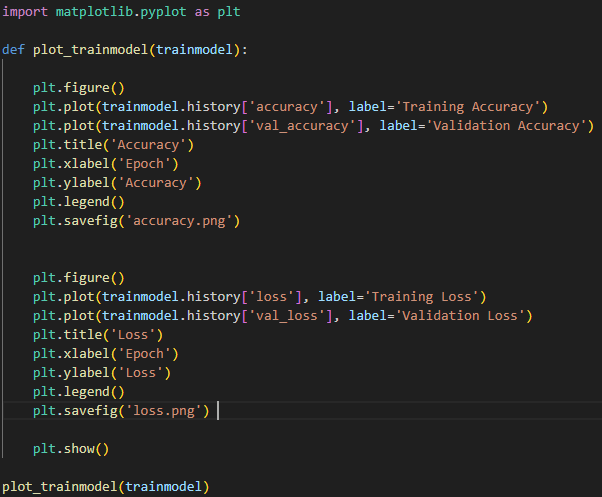 import matplotlib.pyplot as plt
def plot_trainmodel(trainmodel):
plt.figure()
plt.plot(trainmodel.history['accuracy'], label='Training Accuracy')
plt.plot(trainmodel.history['val_accuracy'], label='Validation Accuracy')
plt.title('Accuracy')
plt.xlabel('Epoch')
plt.ylabel('Accuracy')
plt.legend()
plt.savefig('accuracy.png')
plt.figure()
plt.plot(trainmodel.history['loss'], label='Training Loss')
plt.plot(trainmodel.history['val_loss'], label='Validation Loss')
plt.title('Loss')
plt.xlabel('Epoch')
plt.ylabel('Loss')
plt.legend()
plt.savefig('loss.png')
plt.show()
plot_trainmodel(trainmodel)